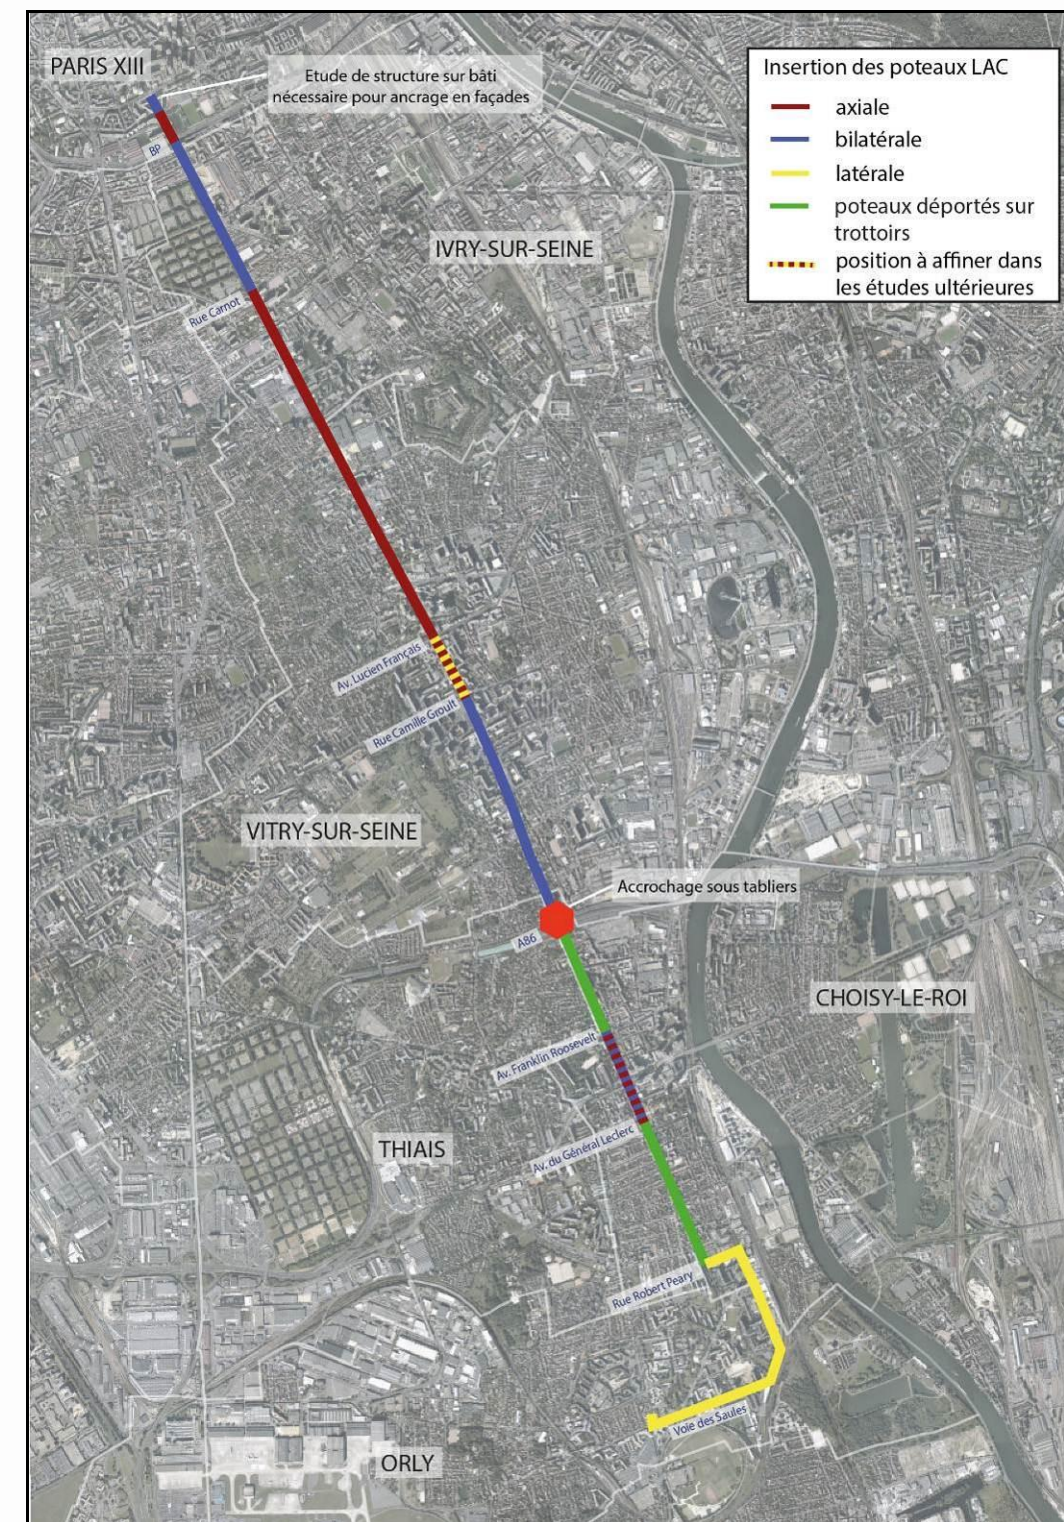 PARIS XIII
Etude de structure sur bâti
nécessaire pour ancrage en façades
Insertion des poteaux LAC
axiale
bilatérale
latérale
poteaux déportés sur
trottoirs
position à affiner dans
les études ultérieures
BP
IVRY-SUR-SEINE
Rue Carnot
Av. Lucien Français
Rue Camille Groult
VITRY-SUR-SEINE
Accrochage sous tabliers
A86
CHOISY-LE-ROI
Av. Franklin Roosevelt
Av. du Général Leclerc
THIAIS
Rue Robert Peary
Voie des Saules
ORLY